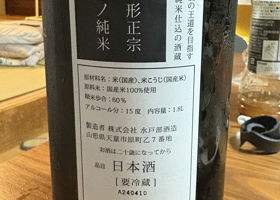 の王道を目指す
純米仕込の酒蔵
形正宗
ノ純米
原材料名：米（国産）、米こうじ（国産米）
原料米：国産米100％使用
精米歩合：60％
アルコール分：15度 内容量：1.8L
製造者 株式会社 水戸部酒造
山形県天童市原町乙7番地
お酒は二十歳になってから
品目 日本酒
［要冷蔵］
A240410